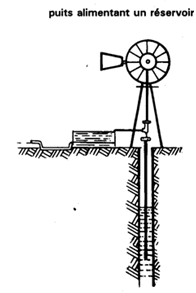 puits alimentant un réservoir